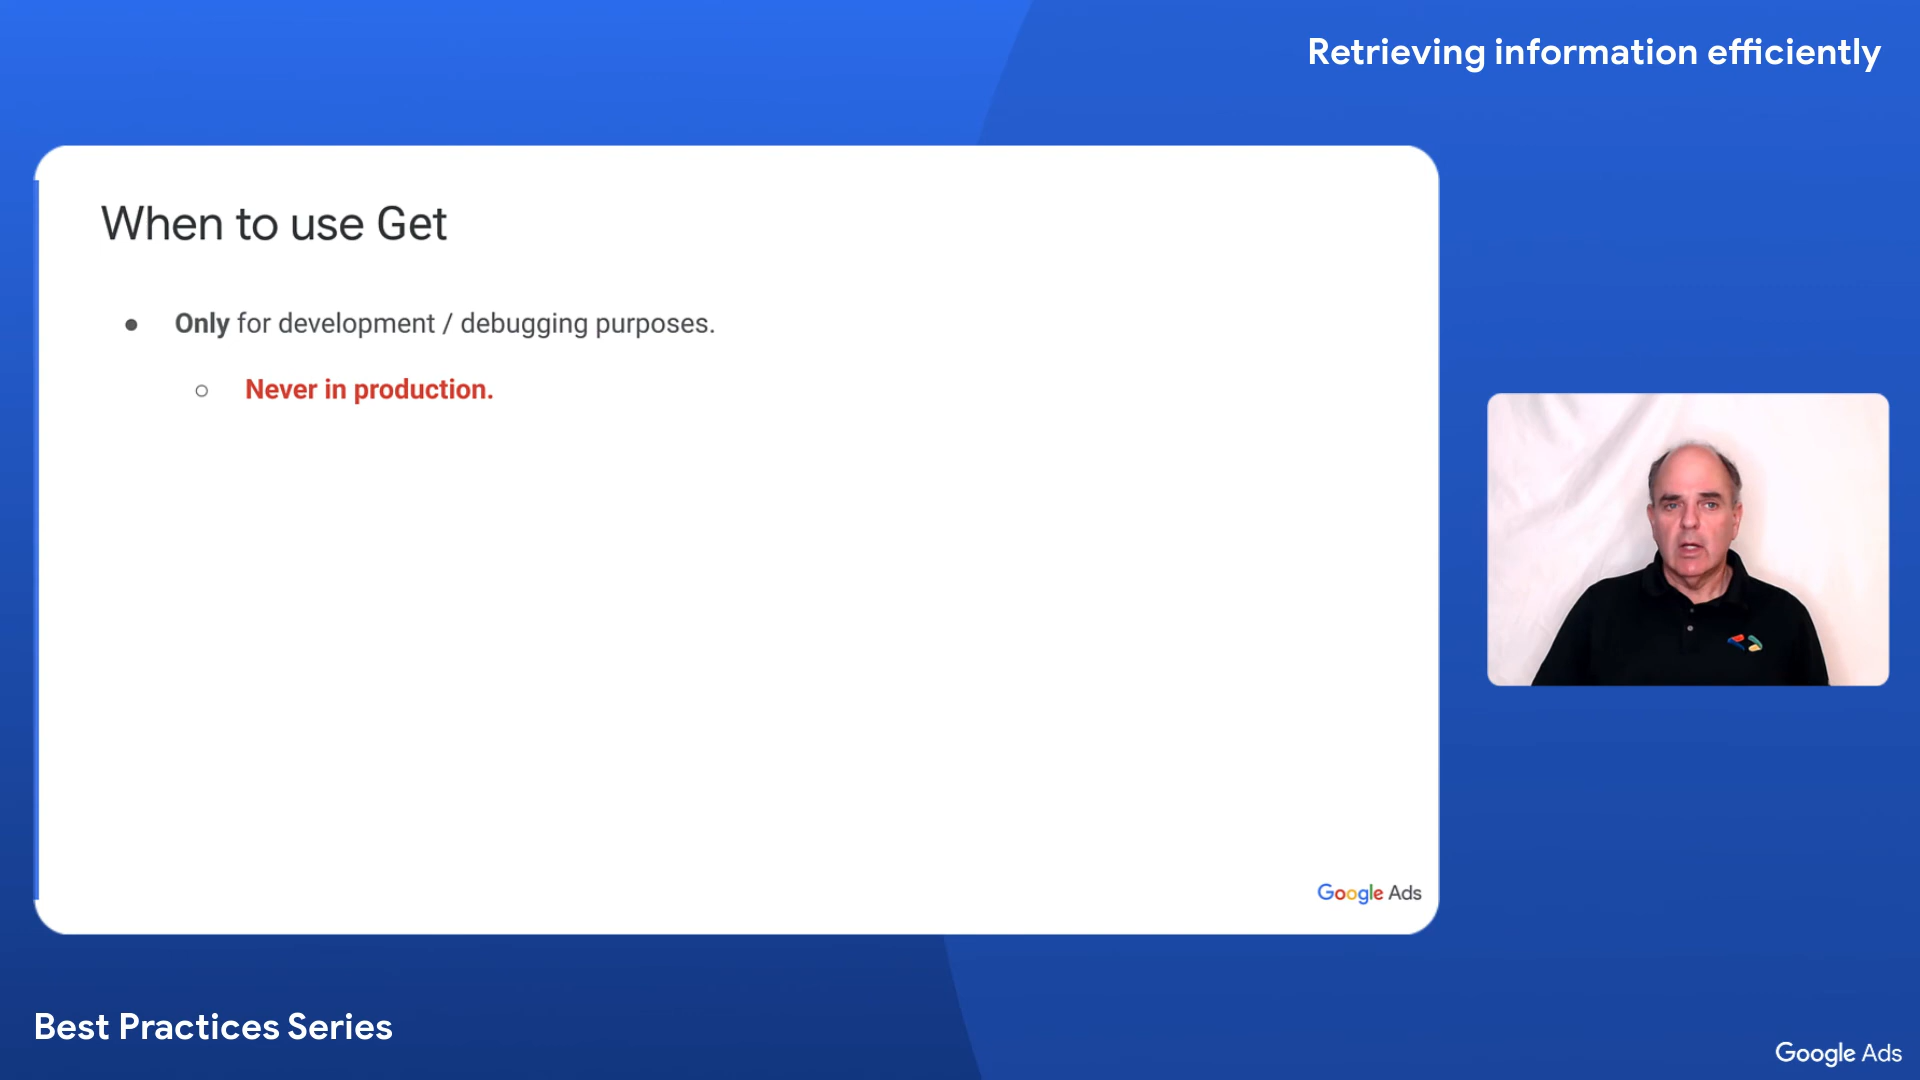 Retrieving information efficiently
When to use Get
● Only for development / debugging purposes.
○ Never in production.
Google Ads
Best Practices Series
Google Ads